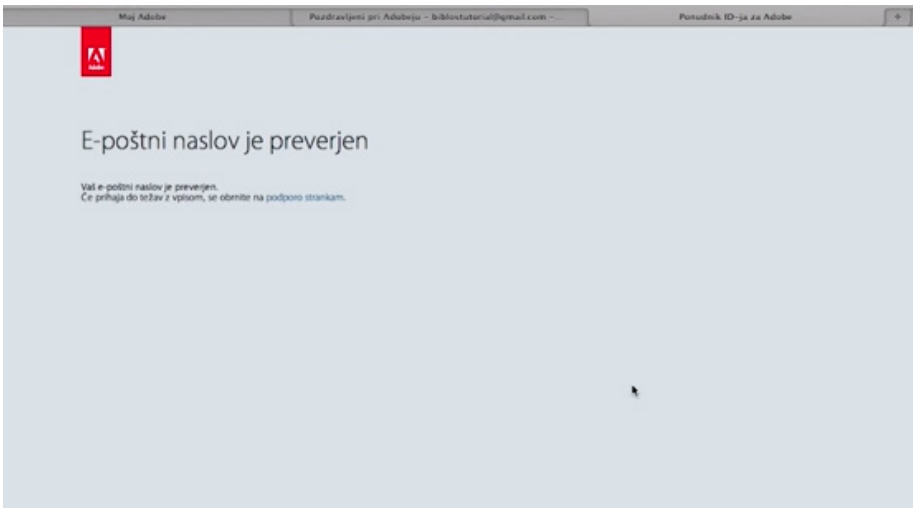 Moj Adobe
Pozdravljeni pri Adobeju – biblostutorial@gmail.com –...
Ponudnik ID-ja za Adobe
+
Adobe
E-poštni naslov je preverjen
Vaš e-poštni naslov je preverjen.
Če prihaja do težav z vpisom, se obrnite na podporo strankam.